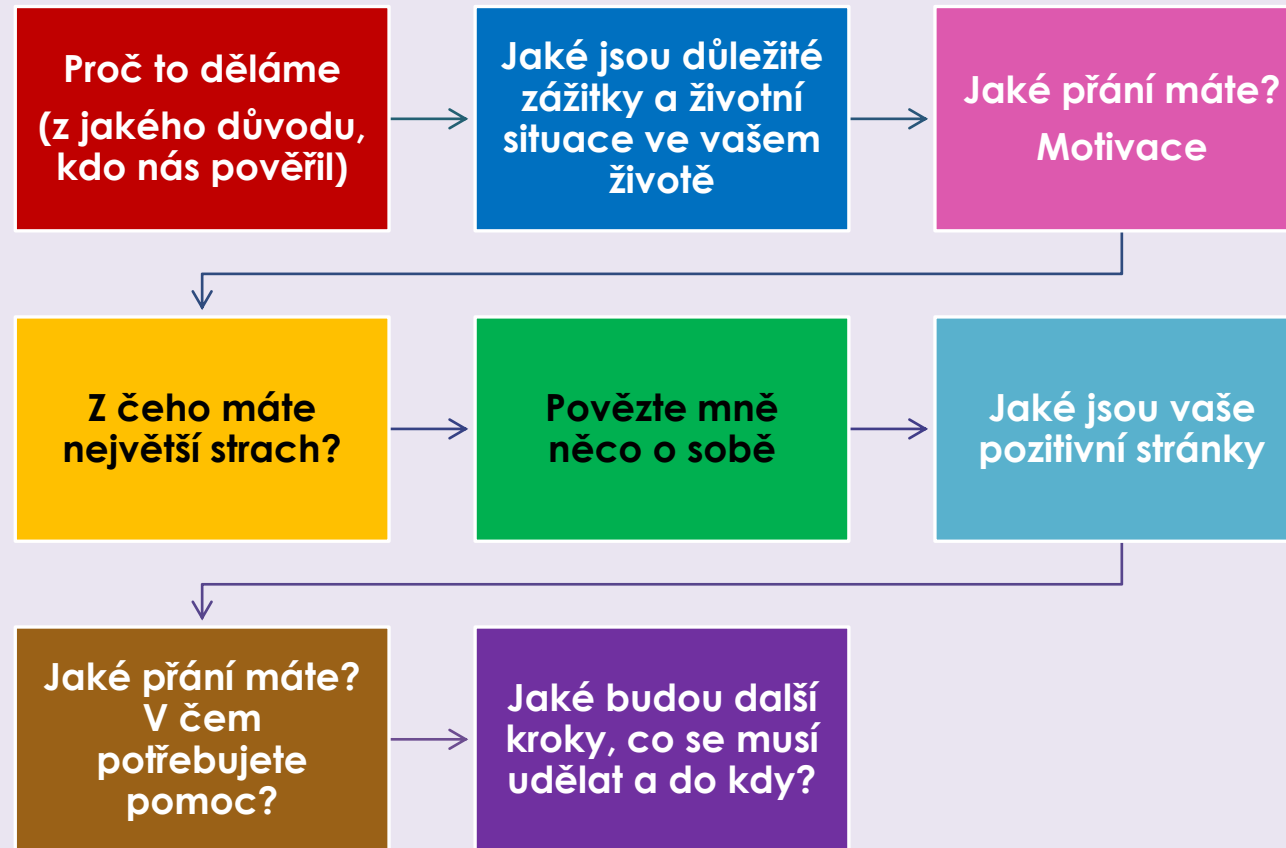 Proč to děláme
(z jakého důvodu,
kdo nás pověřil)
Jaké jsou důležité
zážitky a životní
situace ve vašem
životě
Jaké přání máte?
Motivace
Z čeho máte
největší strach?
Povězte mně
něco o sobě
Jaké jsou vaše
pozitivní stránky
Jaké přání máte?
V čem
potřebujete
pomoc?
Jaké budou další
kroky, co se musí
udělat a do kdy?